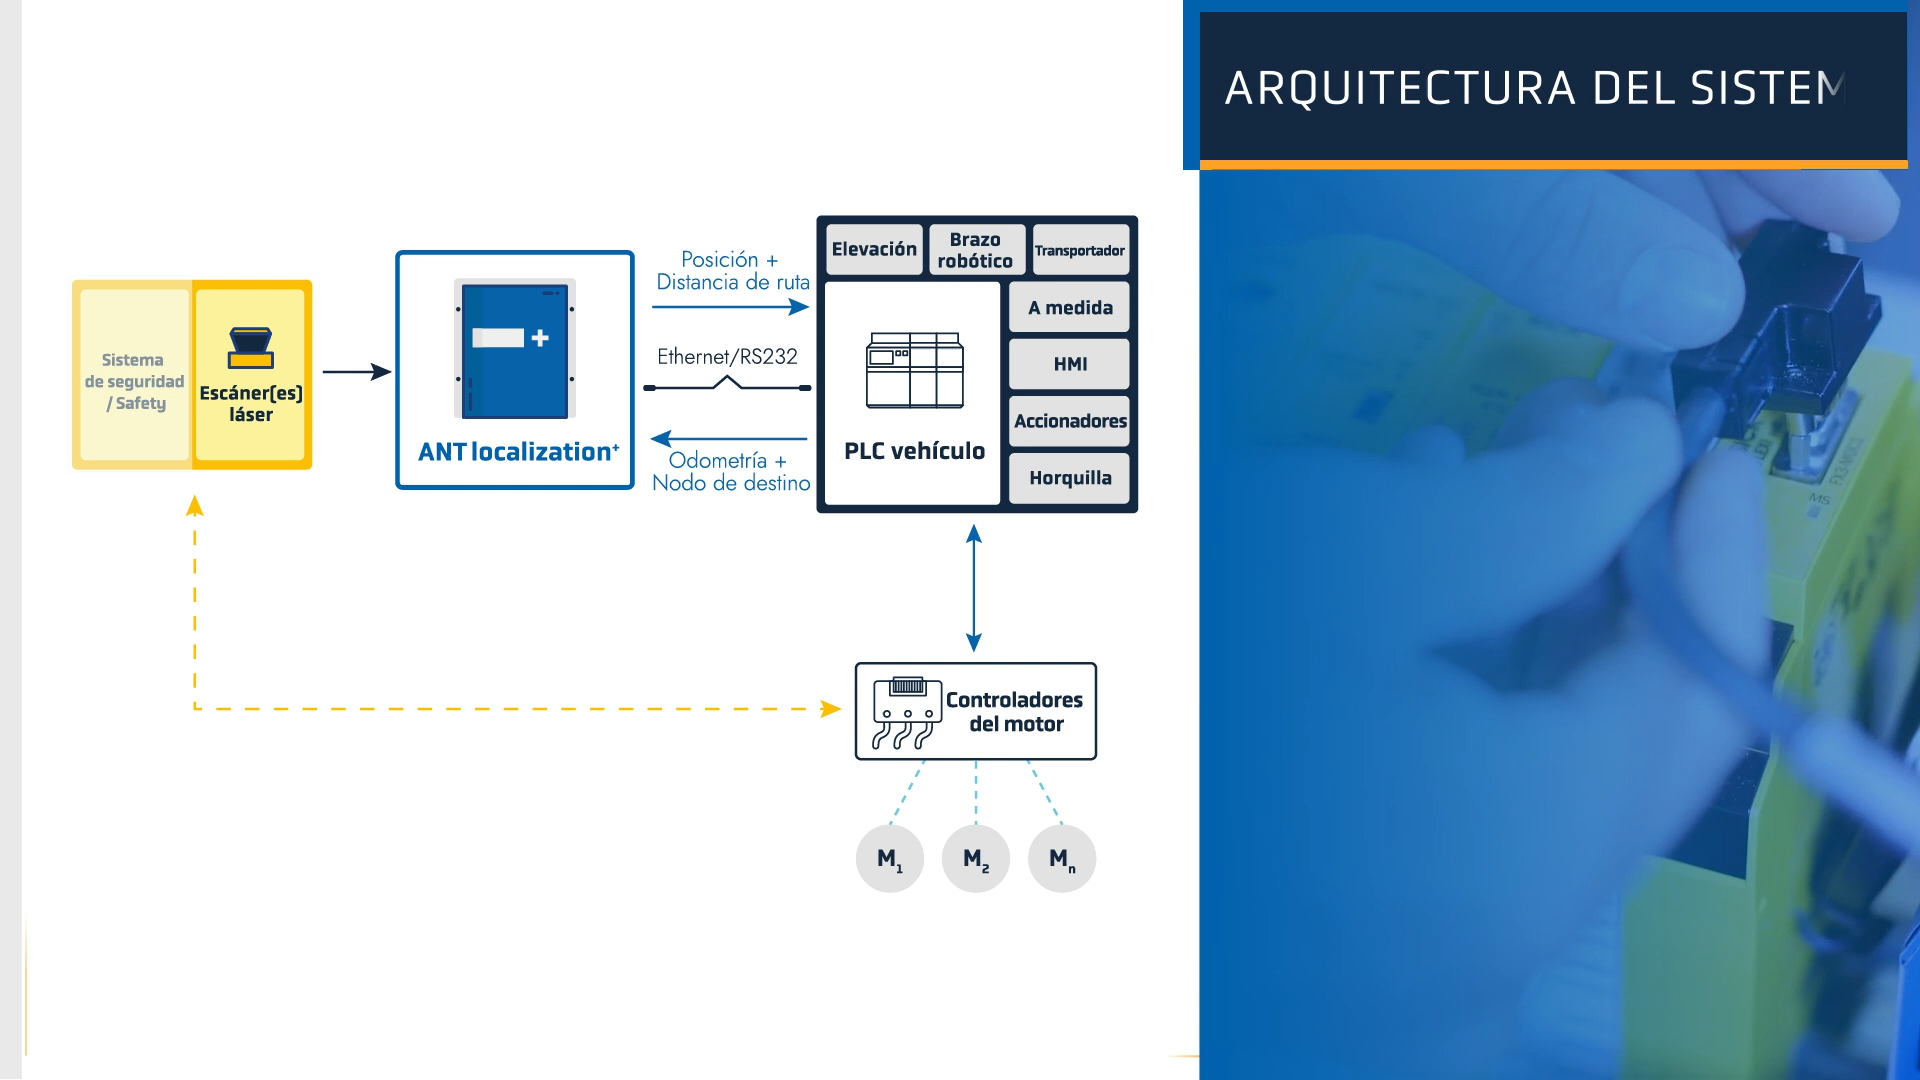 ARQUITECTURA DEL SISTEM
Sistema
de seguridad
/ Safety
Escáner(es)
láser
ANT localization+
Posición +
Distancia de ruta
Ethernet/RS232
Odometría +
Nodo de destino
Elevación
Brazo
robótico
Transportador
A medida
HMI
Accionadores
Horquilla
PLC vehículo
Controladores
del motor
M1
M2
Mn
MS